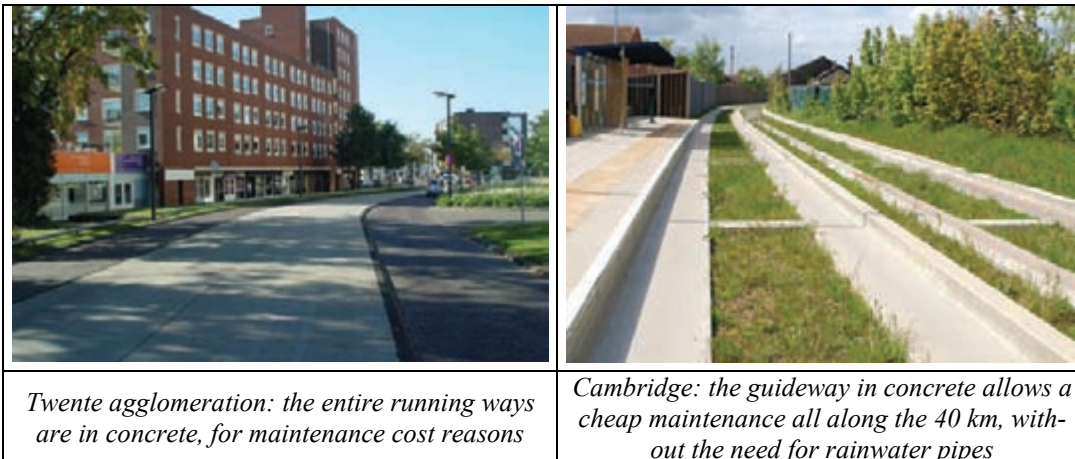 Twente agglomeration: the entire running ways
are in concrete, for maintenance cost reasons
Cambridge: the guideway in concrete allows a
cheap maintenance all along the 40 km, with-
out the need for rainwater pipes